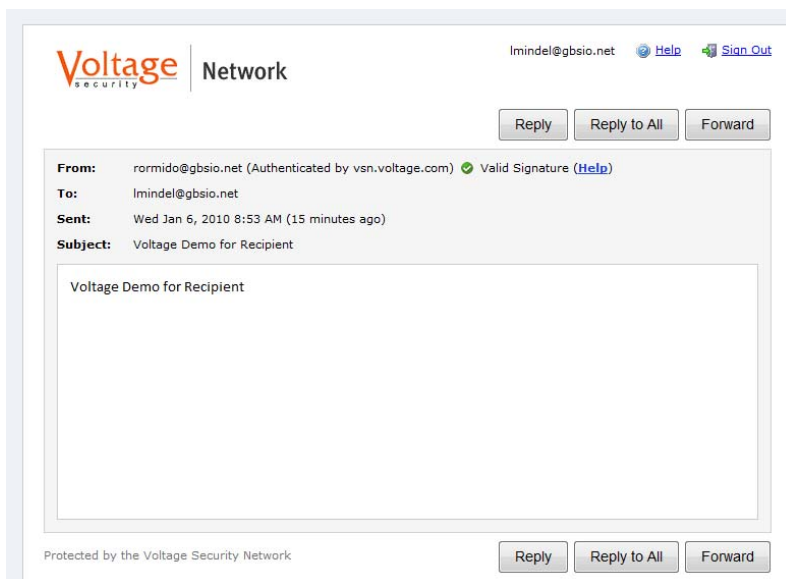 Voltage security Network
lmindel@gbsio.net Help Sign Out
Reply Reply to All Forward
From: rormido@gbsio.net (Authenticated by vsn.voltage.com) Valid Signature (Help)
To: lmindel@gbsio.net
Sent: Wed Jan 6, 2010 8:53 AM (15 minutes ago)
Subject: Voltage Demo for Recipient
Voltage Demo for Recipient
Protected by the Voltage Security Network
Reply Reply to All Forward